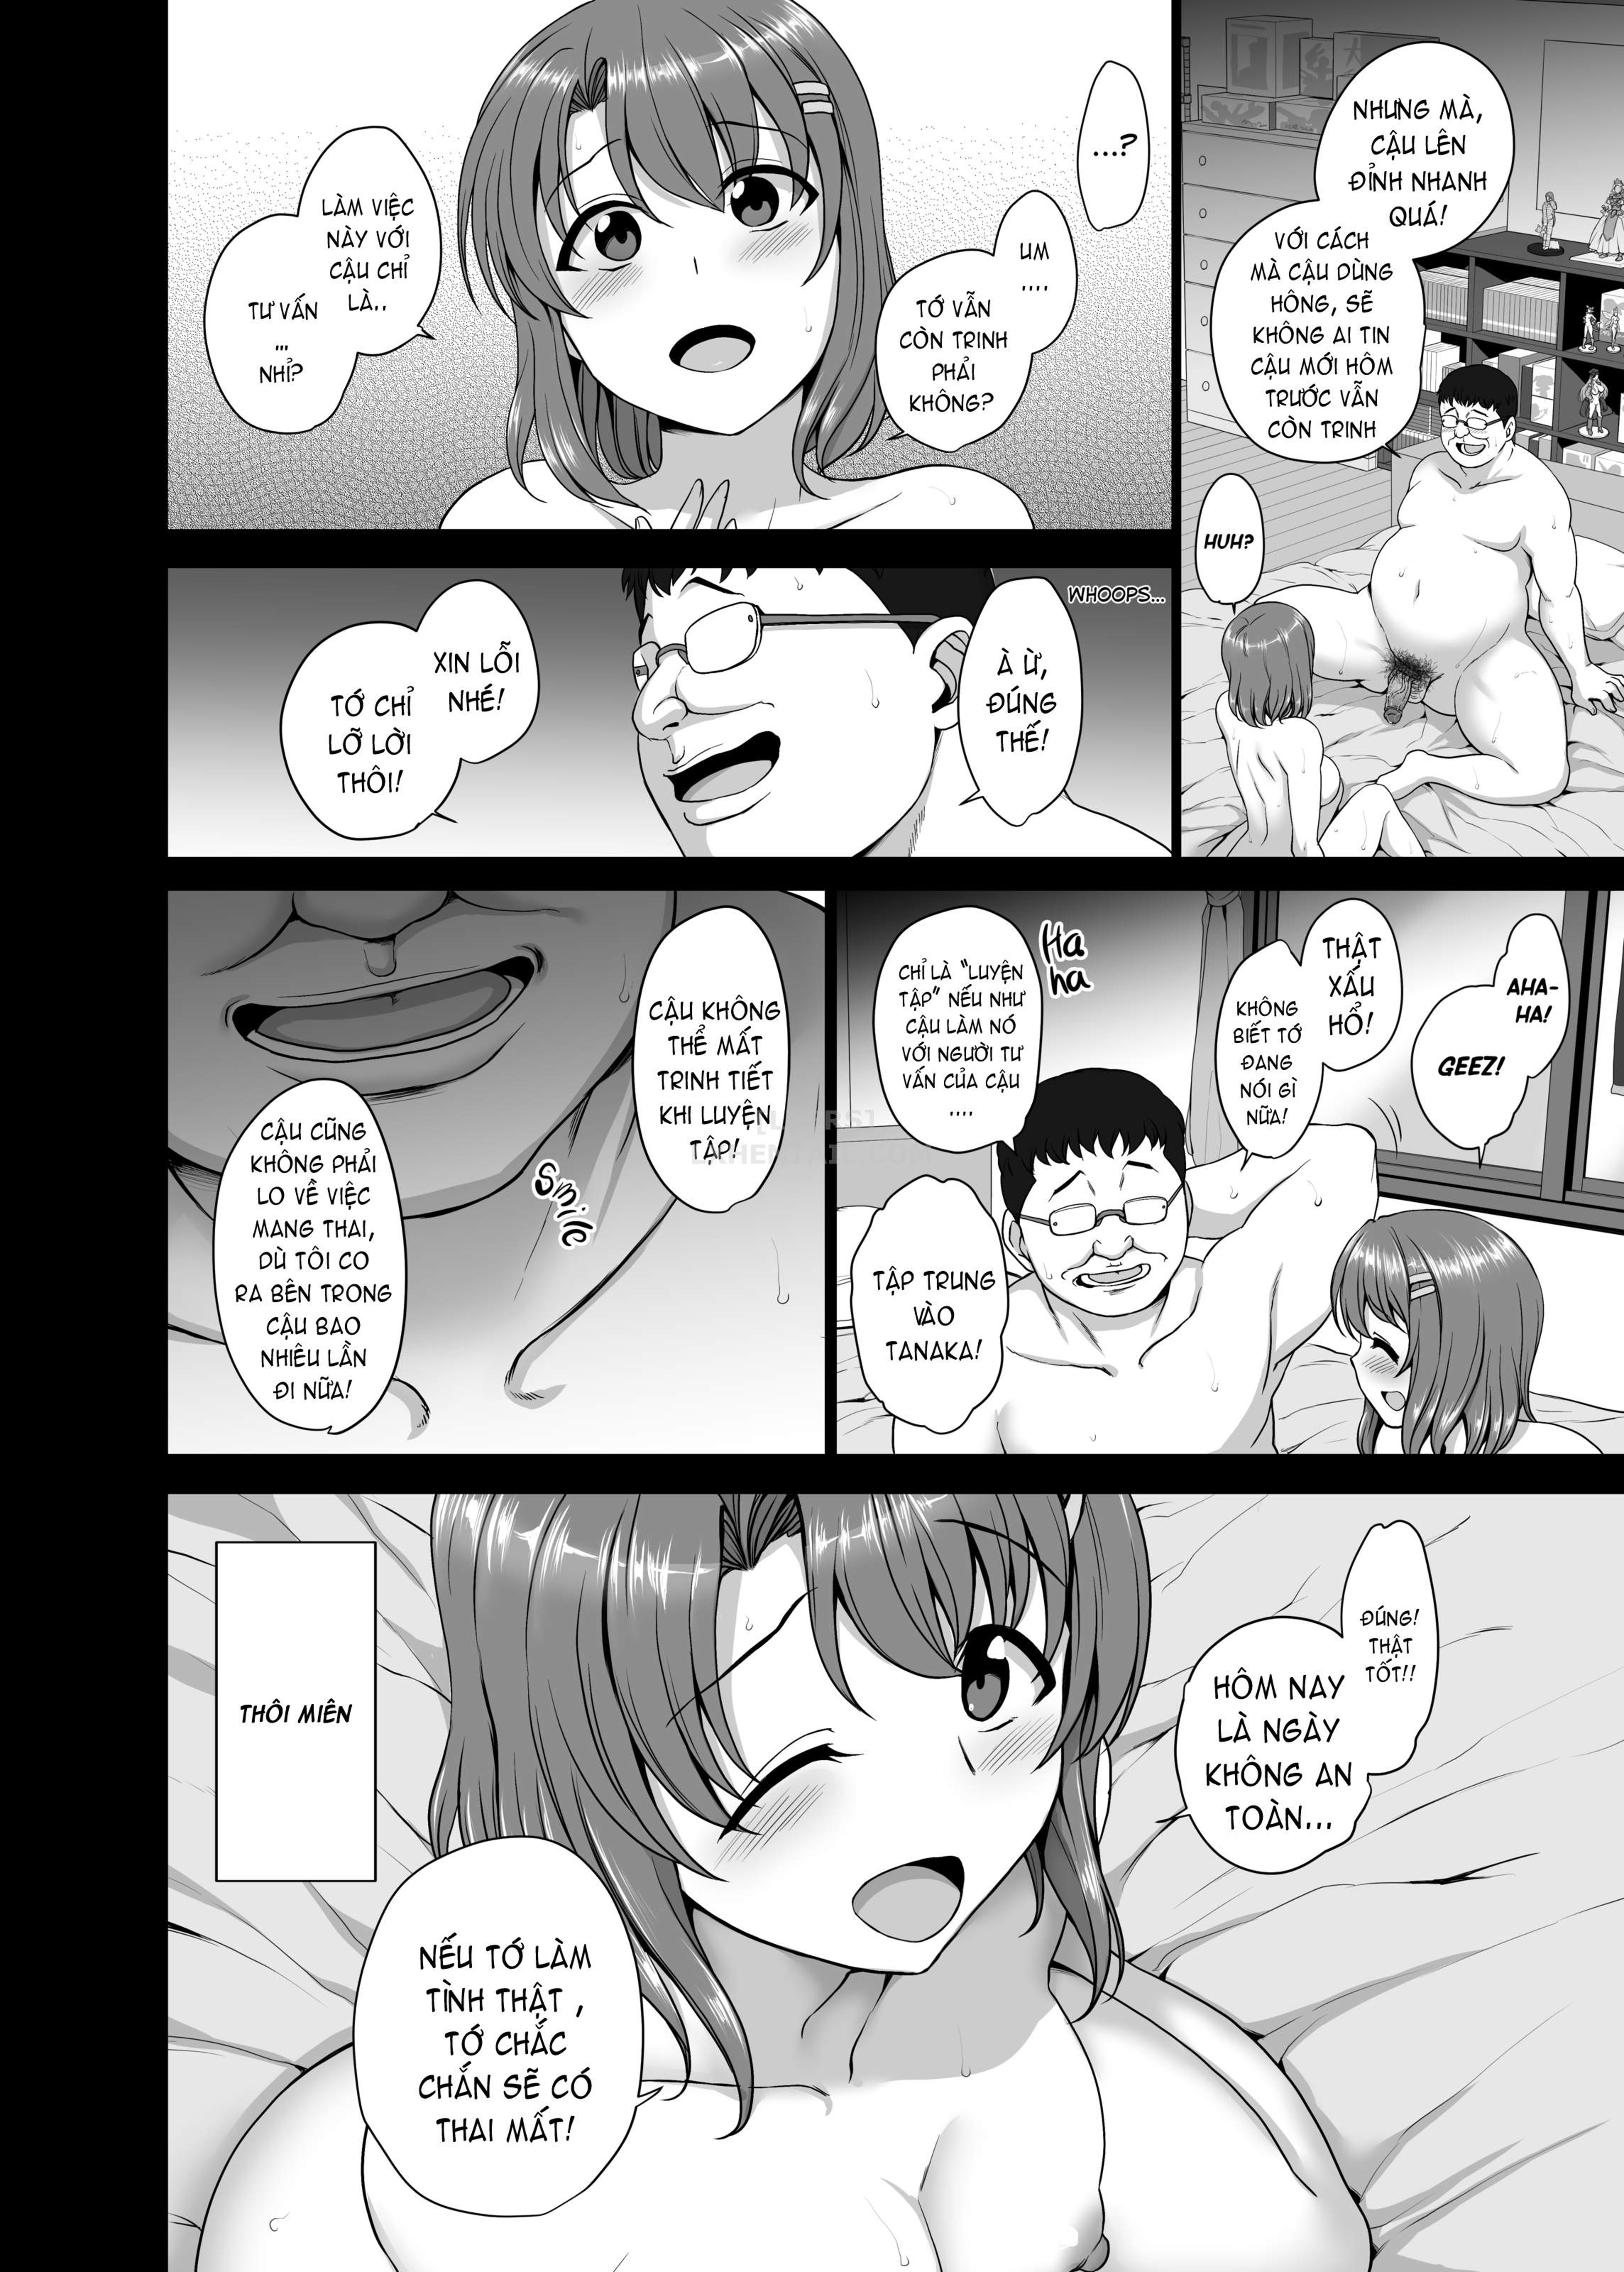 NHƯNG MÀ,
CẬU LÊN
ĐỈNH NHANH
QUÁ!
VỚI CÁCH
MÀ CẬU DÙNG
HÔNG, SẼ
KHÔNG AI TIN
CẬU MỚI HÔM
TRƯỚC VẪN
CÒN TRINH
HUH?
...?
UM
....
TỚ VẪN
CÒN TRINH
PHẢI
KHÔNG?
LÀM VIỆC
NÀY VỚI
CẬU CHỈ
LÀ..
TƯ VẤN
...
NHỈ?
WHOOPS...
À Ừ,
ĐÚNG
THẾ!
XIN LỖI
NHÉ!
TỚ CHỈ
LỠ LỜI
THÔI!
AHA-
HA!
GEEZ!
THẬT
XẤU
HỔ!
KHÔNG
BIẾT TỚ
ĐANG
NÓI GÌ
NỮA!
Ha
ha
CHỈ LÀ "LUYỆN
TẬP" NẾU NHƯ
CẬU LÀM NÓ
VỚI NGƯỜI TƯ
VẤN CỦA CẬU
....
TẬP TRUNG
VÀO
TANAKA!
CẬU KHÔNG
THỂ MẤT
TRINH TIẾT
KHI LUYỆN
TẬP!
Smile
CẬU CŨNG
KHÔNG PHẢI
LO VỀ VIỆC
MANG THAI,
DÙ TÔI CO
RA BÊN TRONG
CẬU BAO
NHIÊU LẦN
ĐI NỮA!
ĐÚNG!
THẬT
TỐT!!
HÔM NAY
LÀ NGÀY
KHÔNG AN
TOÀN...
THÔI MIÊN
NẾU TỚ LÀM
TÌNH THẬT ,
TỚ CHẮC
CHẮN SẼ CÓ
THAI MẤT!